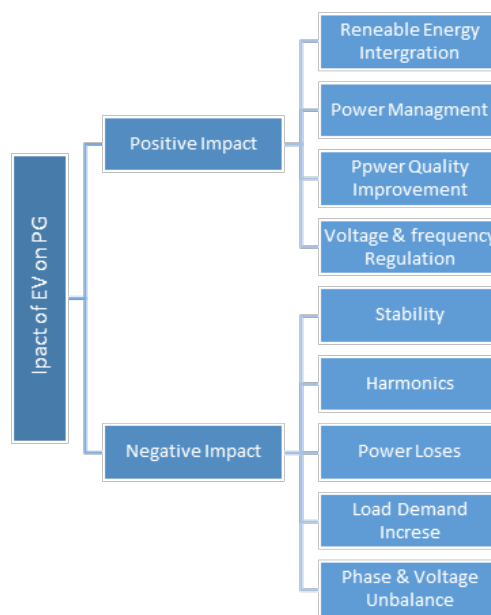 Ipact of EV on PG
Positive Impact
Reneable Energy
Intergration
Power Managment
Ppwer Quality
Improvement
Voltage & frequency
Regulation
Negative Impact
Stability
Harmonics
Power Loses
Load Demand
Increse
Phase & Voltage
Unbalance